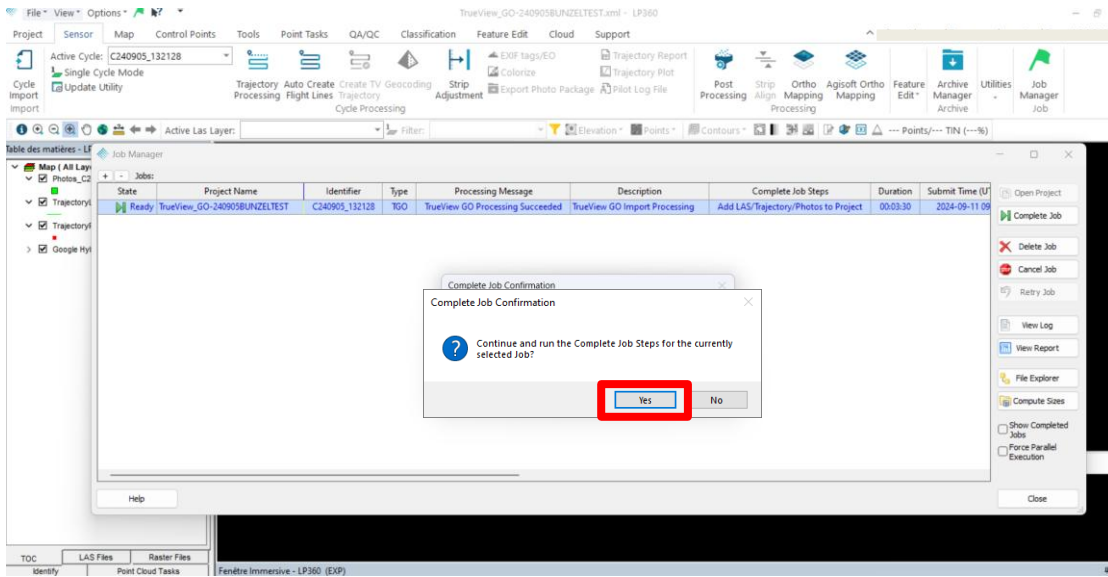 File View Options
TrueView_GO-240905BUNZELTEST.xml - LP360
Project Sensor Map Control Points Tools Point Tasks QA/QC Classification Feature Edit Cloud Support
Active Cycle: C240905_132128
Single Cycle Mode
Update Utility
Cycle Import
Import
Trajectory Processing
Auto Create Flight Lines
Create TV Trajectory
Geocoding
Cycle Processing
Strip Adjustment
EXIF tags/EO
Colorize
Export Photo Package
Trajectory Report
Trajectory Plot
Pilot Log File
Post Processing
Strip Align
Ortho Mapping
Agisoft Ortho Mapping
Processing
Feature Edit
Archive Manager
Archive
Utilities
Job Manager
Job
Active Las Layer: Filter: Elevation Points Contours --- Points/--- TIN (---%)
Table des matières - LF
Map ( All Lay
Photos_C2
Trajectory
Trajectory
Google Hy
Job Manager
+ - Jobs:
State Project Name Identifier Type Processing Message Description Complete Job Steps Duration Submit Time (U
Ready TrueView_GO-240905BUNZELTEST C240905_132128 TGO TrueView GO Processing Succeeded TrueView GO Import Processing Add LAS/Trajectory/Photos to Project 00:03:30 2024-09-11 09
Open Project
Complete Job
Delete Job
Cancel Job
Retry Job
View Log
View Report
File Explorer
Compute Sizes
Show Completed Jobs
Force Parallel Execution
Complete Job Confirmation
Complete Job Confirmation
Continue and run the Complete Job Steps for the currently
selected Job?
Yes No
Help Close
TOC LAS Files Raster Files
Identify Point Cloud Tasks
Fenêtre Immersive - LP360 (EXP)